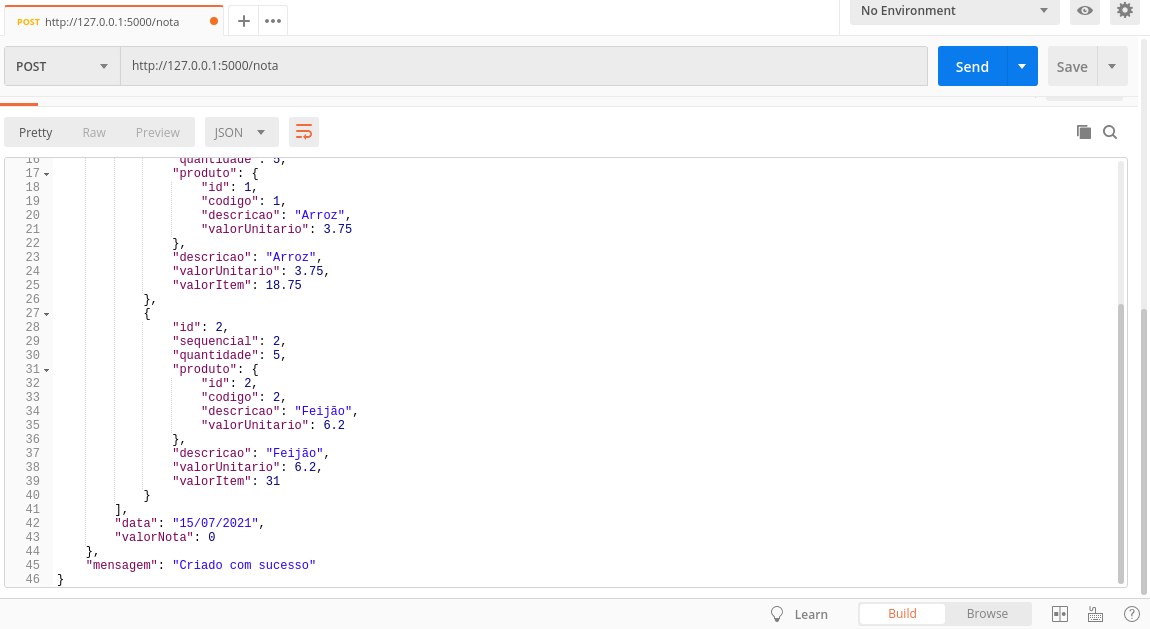 POST http://127.0.0.1:5000/nota
No Environment
POST http://127.0.0.1:5000/nota Send Save
Pretty Raw Preview JSON
16 "quantidade": 5,
17 "produto": {
18 "id": 1,
19 "codigo": 1,
20 "descricao": "Arroz",
21 "valorUnitario": 3.75
22 },
23 "descricao": "Arroz",
24 "valorUnitario": 3.75,
25 "valorItem": 18.75
26 },
27 {
28 "id": 2,
29 "sequencial": 2,
30 "quantidade": 5,
31 "produto": {
32 "id": 2,
33 "codigo": 2,
34 "descricao": "Feijão",
35 "valorUnitario": 6.2
36 },
37 "descricao": "Feijão",
38 "valorUnitario": 6.2,
39 "valorItem": 31
40 }
41 ],
42 "data": "15/07/2021",
43 "valorNota": 0
44 },
45 "mensagem": "Criado com sucesso"
46 }
Learn Build Browse